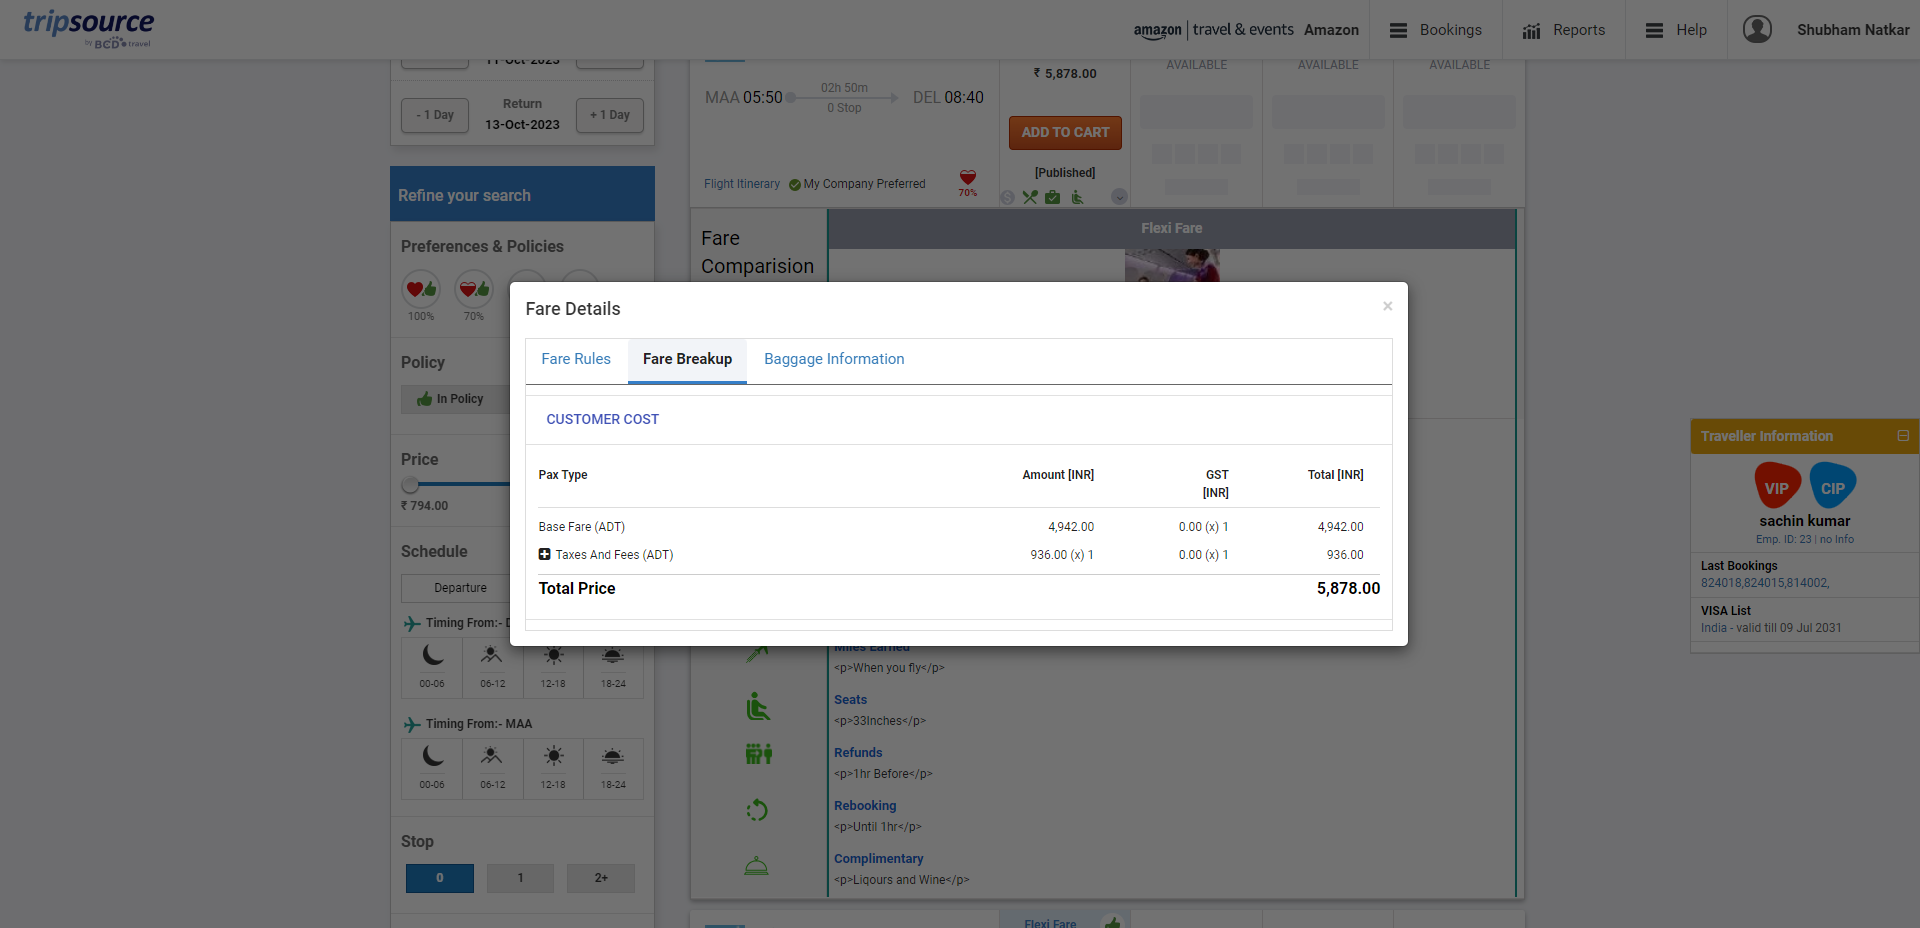 tripsource
by BCD travel
amazon | travel & events Amazon
Bookings
Reports
Help
Shubham Natkar
11-Oct-2023
- 1 Day
Return
13-Oct-2023
+ 1 Day
Refine your search
Preferences & Policies
100%
70%
Policy
In Policy
Price
₹ 794.00
Schedule
Departure
Timing From:- D
00-06
06-12
12-18
18-24
Timing From:- MAA
00-06
06-12
12-18
18-24
Stop
0
1
2+
MAA 05:50
02h 50m
0 Stop
DEL 08:40
Flight Itinerary
My Company Preferred
70%
₹ 5,878.00
ADD TO CART
[Published]
AVAILABLE
AVAILABLE
AVAILABLE
Fare
Comparision
Flexi Fare
Fare Details
×
Fare Rules
Fare Breakup
Baggage Information
CUSTOMER COST
Pax Type
Amount [INR]
GST
[INR]
Total [INR]
Base Fare (ADT)
4,942.00
0.00 (x) 1
4,942.00
Taxes And Fees (ADT)
936.00 (x) 1
0.00 (x) 1
936.00
Total Price
5,878.00
Miles Earned
<p>When you fly</p>
Seats
<p>33Inches</p>
Refunds
<p>1hr Before</p>
Rebooking
<p>Until 1hr</p>
Complimentary
<p>Liqours and Wine</p>
Flexi Fare
Traveller Information
VIP
CIP
sachin kumar
Emp. ID: 23 | no Info
Last Bookings
824018,824015,814002,
VISA List
India - valid till 09 Jul 2031